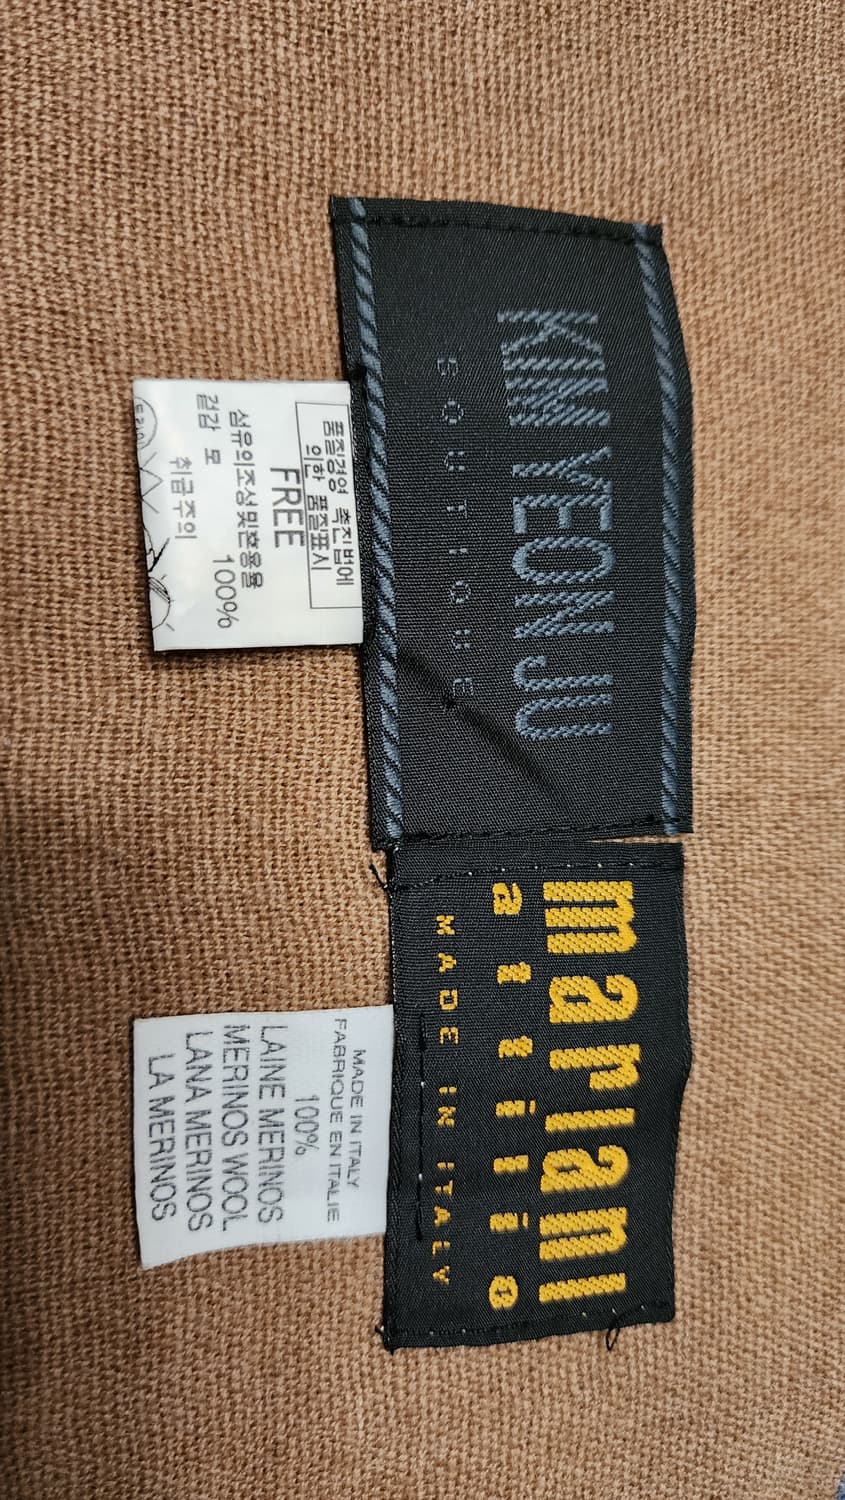 KIM YEON JU
BOUTIQUE
품질경영 촉진법에
의한 품질표시
FREE
섬유의조성및혼용율
겉감 모 100%
취급주의
mariani
attilio
MADE IN ITALY
MADE IN ITALY
FABRIQUE EN ITALIE
100%
LAINE MERINOS
MERINOS WOOL
LANA MERINOS
LA MERINOS